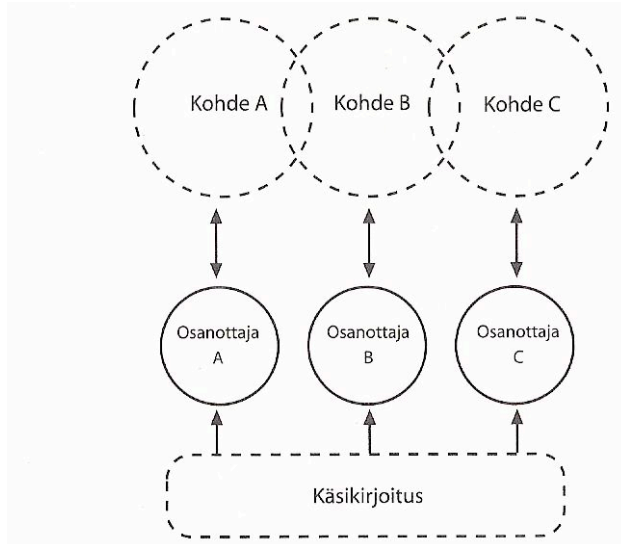 Kohde A
Kohde B
Kohde C
Osanottaja
A
Osanottaja
B
Osanottaja
C
Käsikirjoitus